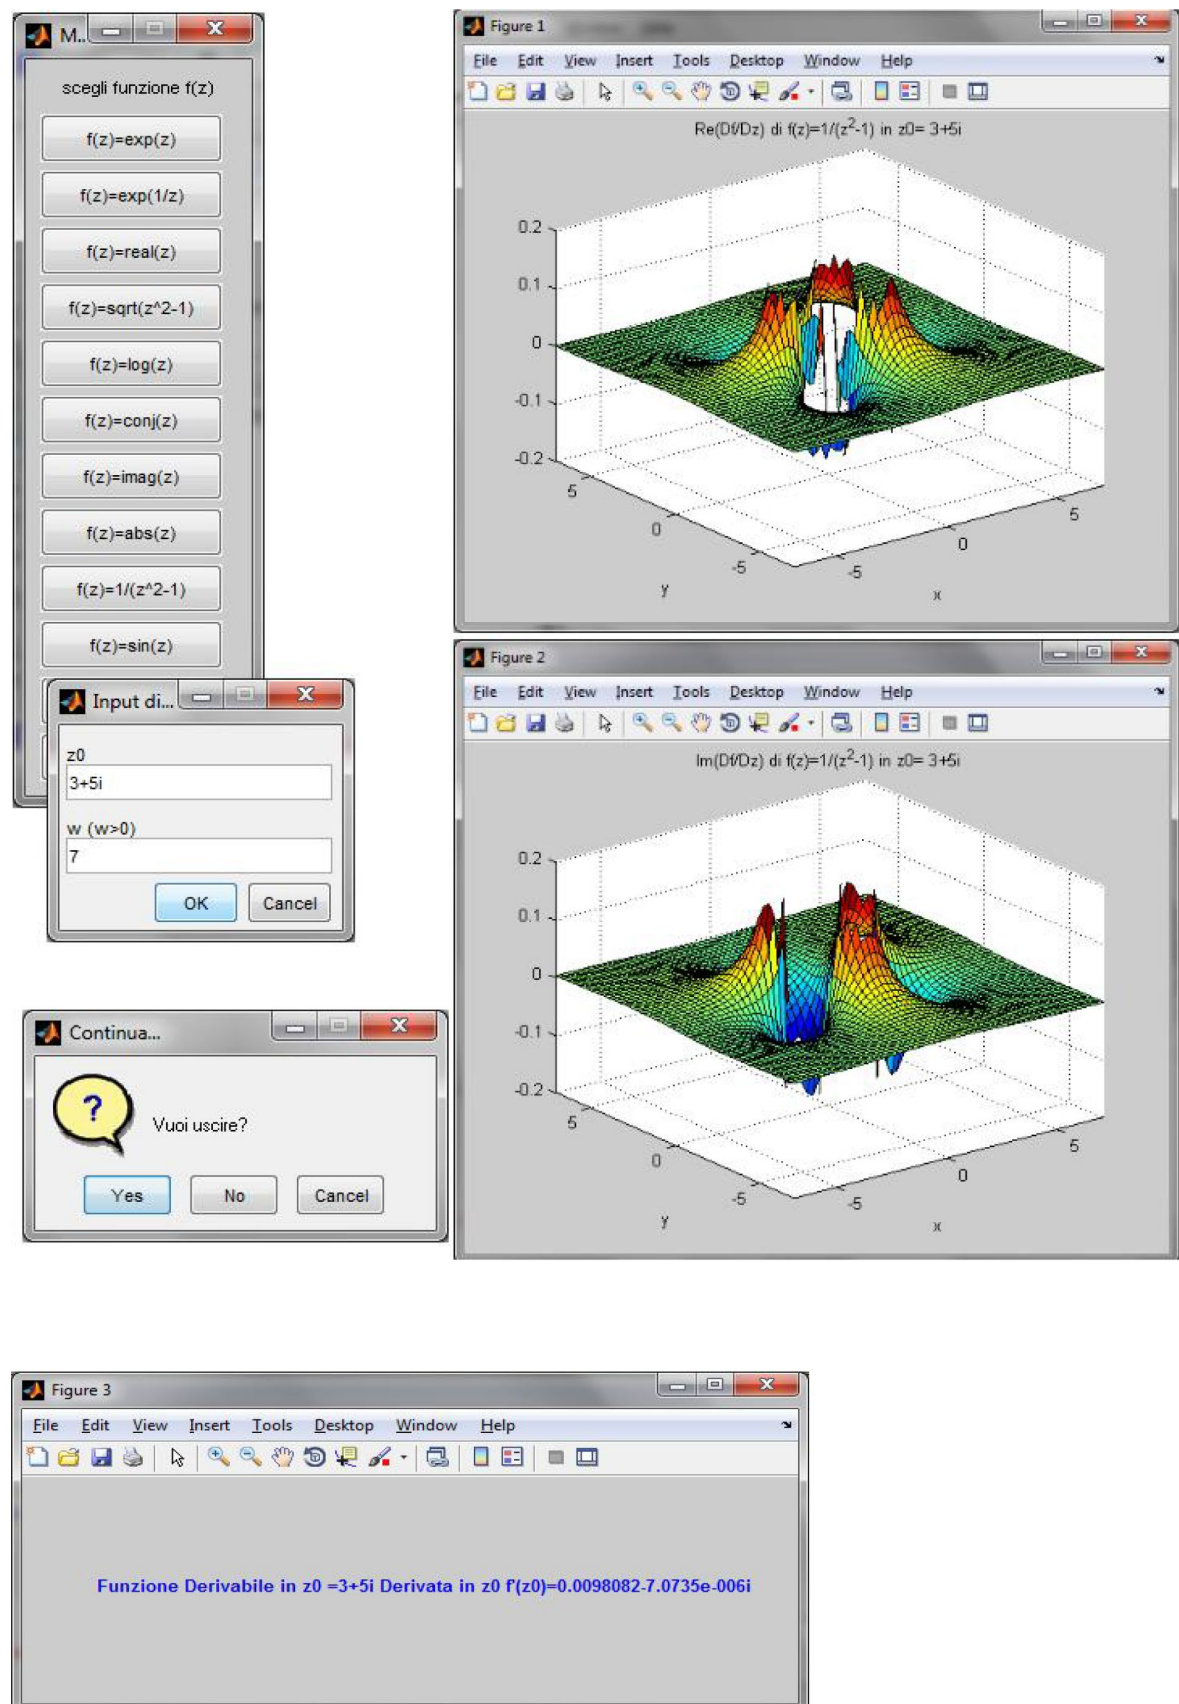 M...
scegli funzione f(z)
f(z)=exp(z)
f(z)=exp(1/z)
f(z)=real(z)
f(z)=sqrt(z^2-1)
f(z)=log(z)
f(z)=conj(z)
f(z)=imag(z)
f(z)=abs(z)
f(z)=1/(z^2-1)
f(z)=sin(z)
Input di...
z0
3+5i
w (w>0)
7
OK Cancel
Continua...
?
Vuoi uscire?
Yes No Cancel
Figure 1
File Edit View Insert Tools Desktop Window Help
Re(Df/Dz) di f(z)=1/(z²-1) in z0= 3+5i
0.2
0.1
0
-0.1
-0.2
5
0
-5
y
-5
0
5
x
Figure 2
File Edit View Insert Tools Desktop Window Help
Im(Df/Dz) di f(z)=1/(z²-1) in z0= 3+5i
0.2
0.1
0
-0.1
-0.2
5
0
-5
y
-5
0
5
x
Figure 3
File Edit View Insert Tools Desktop Window Help
Funzione Derivabile in z0 =3+5i Derivata in z0 f'(z0)=0.0098082-7.0735e-006i